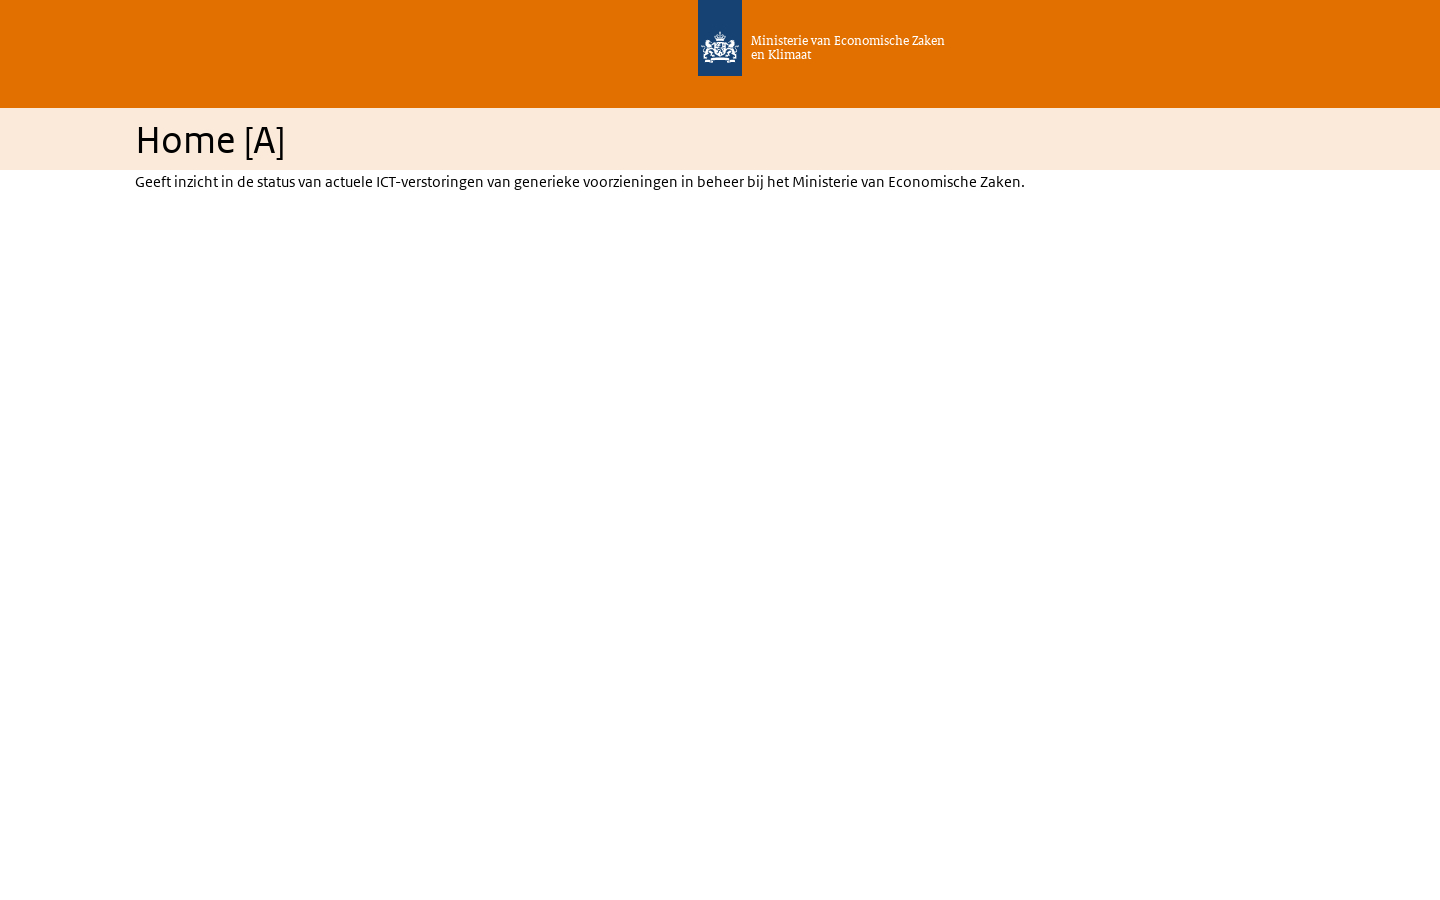 Ministerie van Economische Zaken
en Klimaat
Home [A]
Geeft inzicht in de status van actuele ICT-verstoringen van generieke voorzieningen in beheer bij het Ministerie van Economische Zaken.